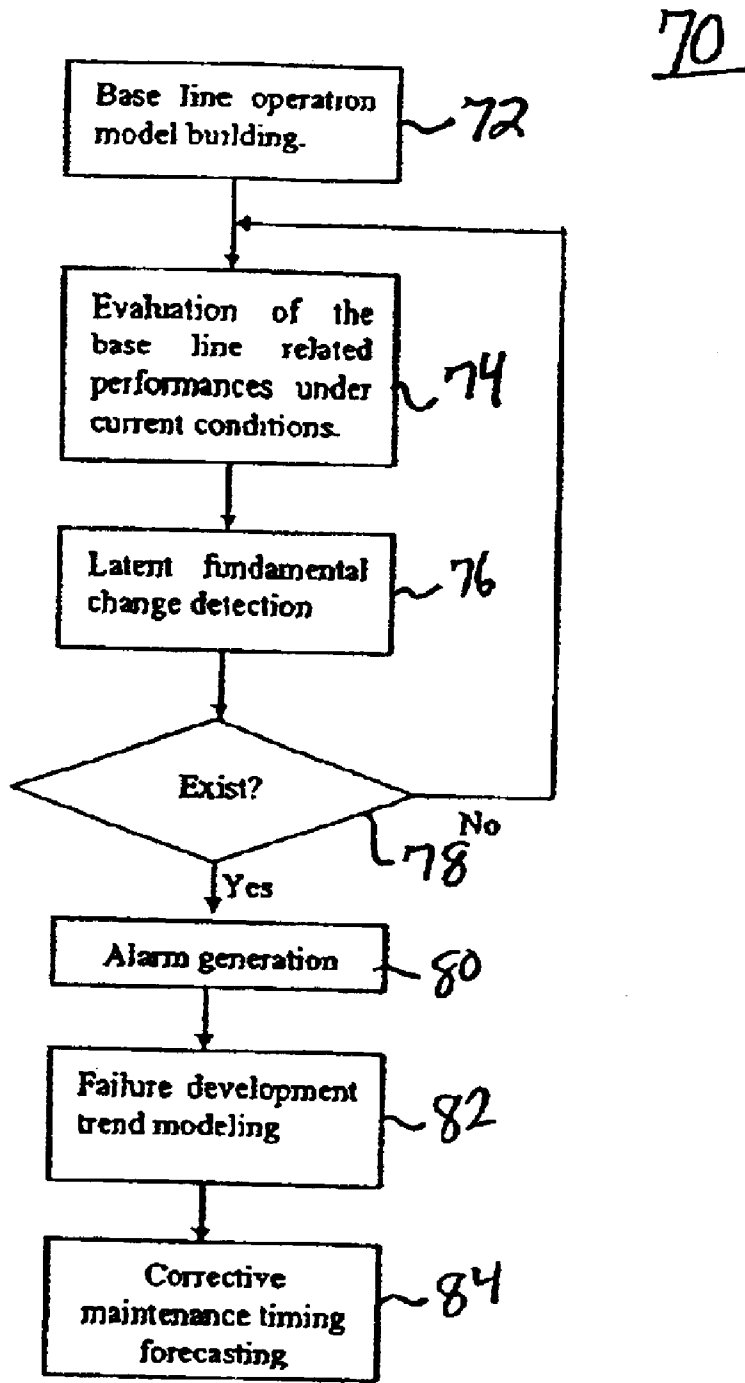 70
Base line operation
model building.
72
Evaluation of the
base line related
performances under
current conditions.
74
Latent fundamental
change detection
76
Exist?
No
78
Yes
Alarm generation
80
Failure development
trend modeling
82
Corrective
maintenance timing
forecasting
84